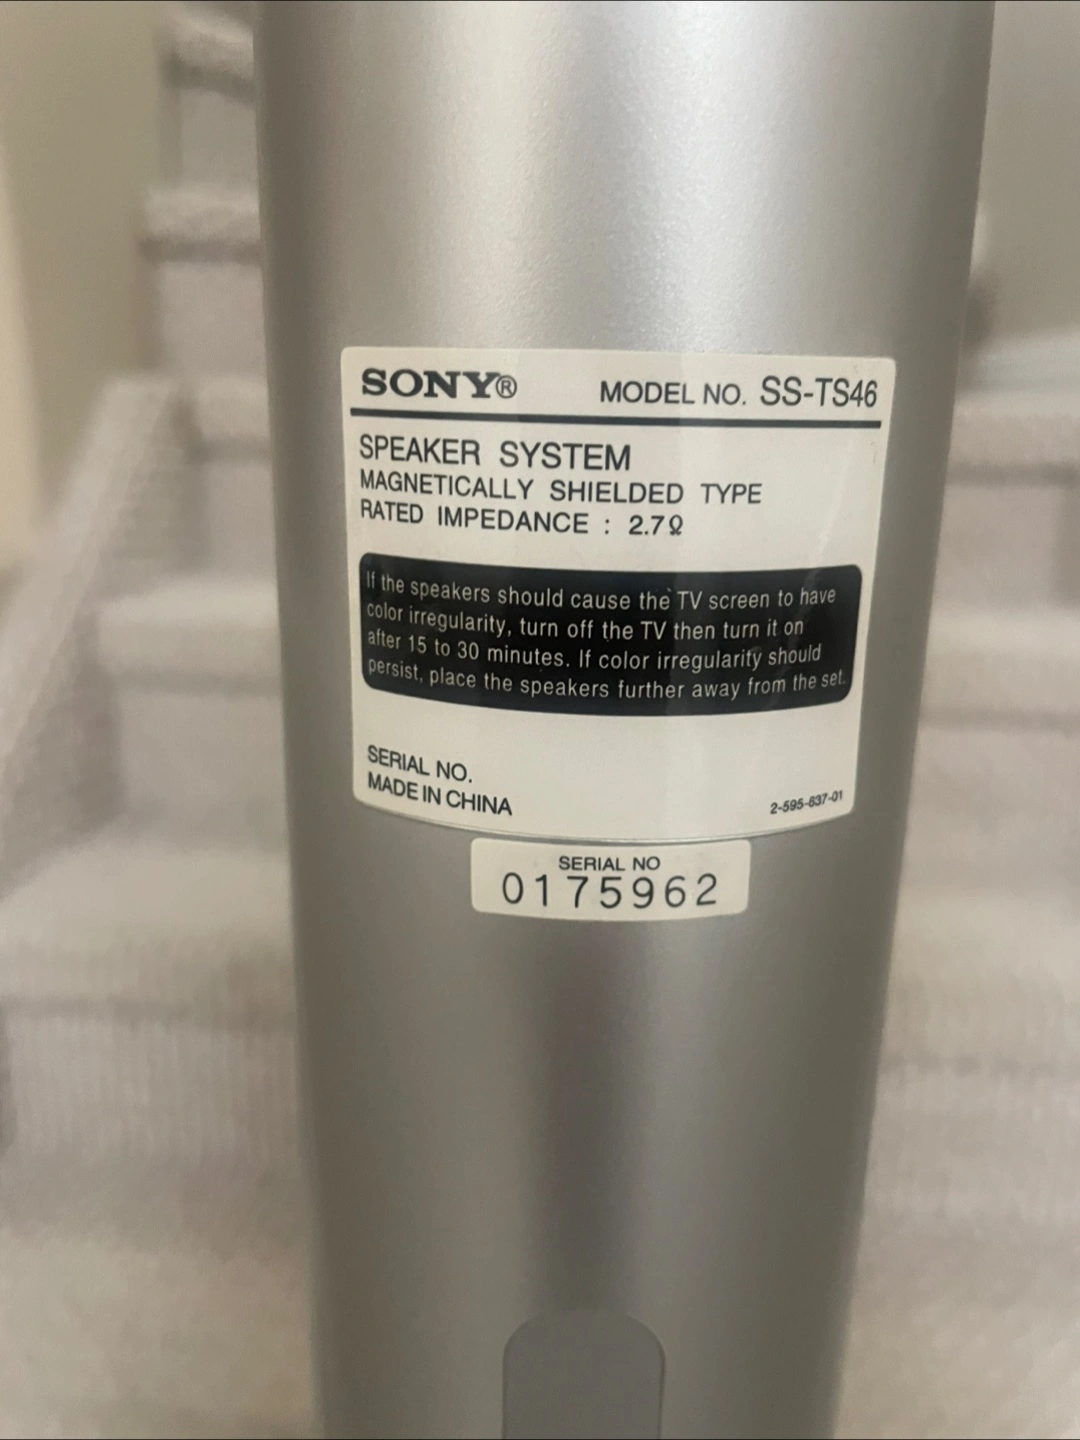 SONY® MODEL NO. SS-TS46
SPEAKER SYSTEM
MAGNETICALLY SHIELDED TYPE
RATED IMPEDANCE : 2.7Ω
If the speakers should cause the TV screen to have
color irregularity, turn off the TV then turn it on
after 15 to 30 minutes. If color irregularity should
persist, place the speakers further away from the set.
SERIAL NO.
MADE IN CHINA 2-595-637-01
SERIAL NO
0175962